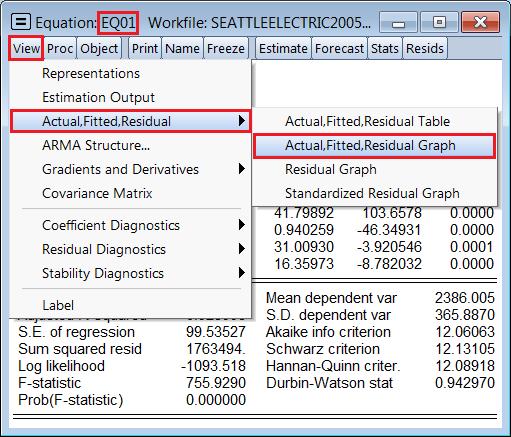 Equation: EQ01 Workfile: SEATTLEELECTRIC2005...
View Proc Object Print Name Freeze Estimate Forecast Stats Resids
Representations
Estimation Output
Actual,Fitted,Residual
ARMA Structure...
Gradients and Derivatives
Covariance Matrix
Coefficient Diagnostics
Residual Diagnostics
Stability Diagnostics
Label
Actual,Fitted,Residual Table
Actual,Fitted,Residual Graph
Residual Graph
Standardized Residual Graph
41.79892 103.6578 0.0000
0.940259 -46.34931 0.0000
31.00930 -3.920546 0.0001
16.35973 -8.782032 0.0000
Mean dependent var 2386.005
S.E. of regression 99.53527 S.D. dependent var 365.8870
Sum squared resid 1763494. Akaike info criterion 12.06063
Log likelihood -1093.518 Schwarz criterion 12.13105
F-statistic 755.9290 Hannan-Quinn criter. 12.08918
Prob(F-statistic) 0.000000 Durbin-Watson stat 0.942970